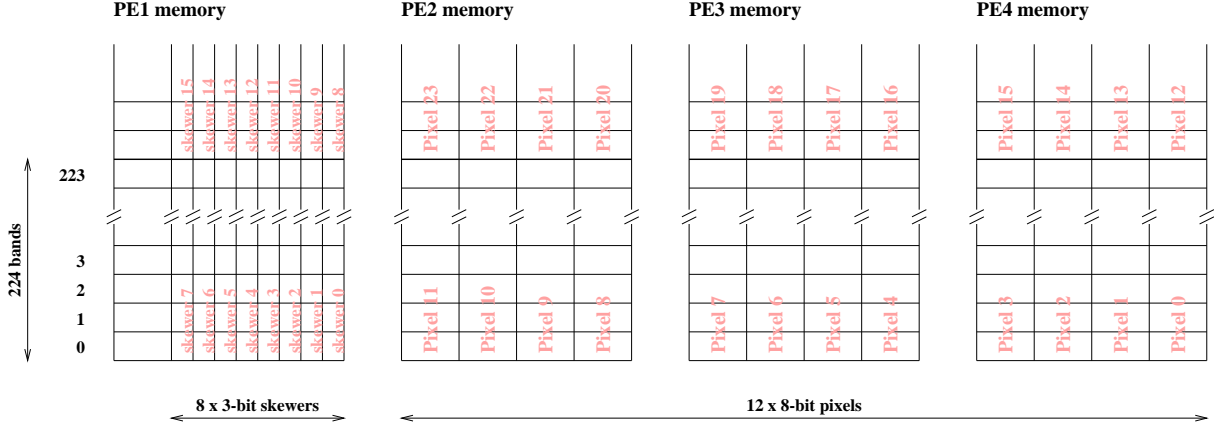 PE1 memory PE2 memory PE3 memory PE4 memory
skewer 15 skewer 14 skewer 13 skewer 12 skewer 11 skewer 10 skewer 9 skewer 8 Pixel 23 Pixel 22 Pixel 21 Pixel 20 Pixel 19 Pixel 18 Pixel 17 Pixel 16 Pixel 15 Pixel 14 Pixel 13 Pixel 12
223
224 bands
3
2
1
0
skewer 7 skewer 6 skewer 5 skewer 4 skewer 3 skewer 2 skewer 1 skewer 0 Pixel 11 Pixel 10 Pixel 9 Pixel 8 Pixel 7 Pixel 6 Pixel 5 Pixel 4 Pixel 3 Pixel 2 Pixel 1 Pixel 0
8 x 3-bit skewers 12 x 8-bit pixels